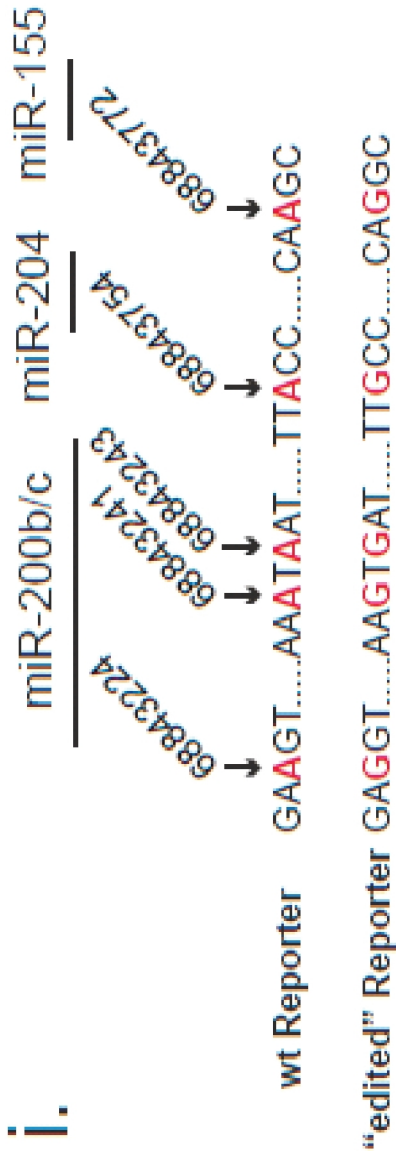 i.
miR-200b/c miR-204 miR-155
68843224 68843241 68843243 68843754 68843772
wt Reporter GAAGT.....AAATAAT.....TTACC.....CAAGC
“edited” Reporter GAGGT.....AAGTGAT.....TTGCC.....CAGGC